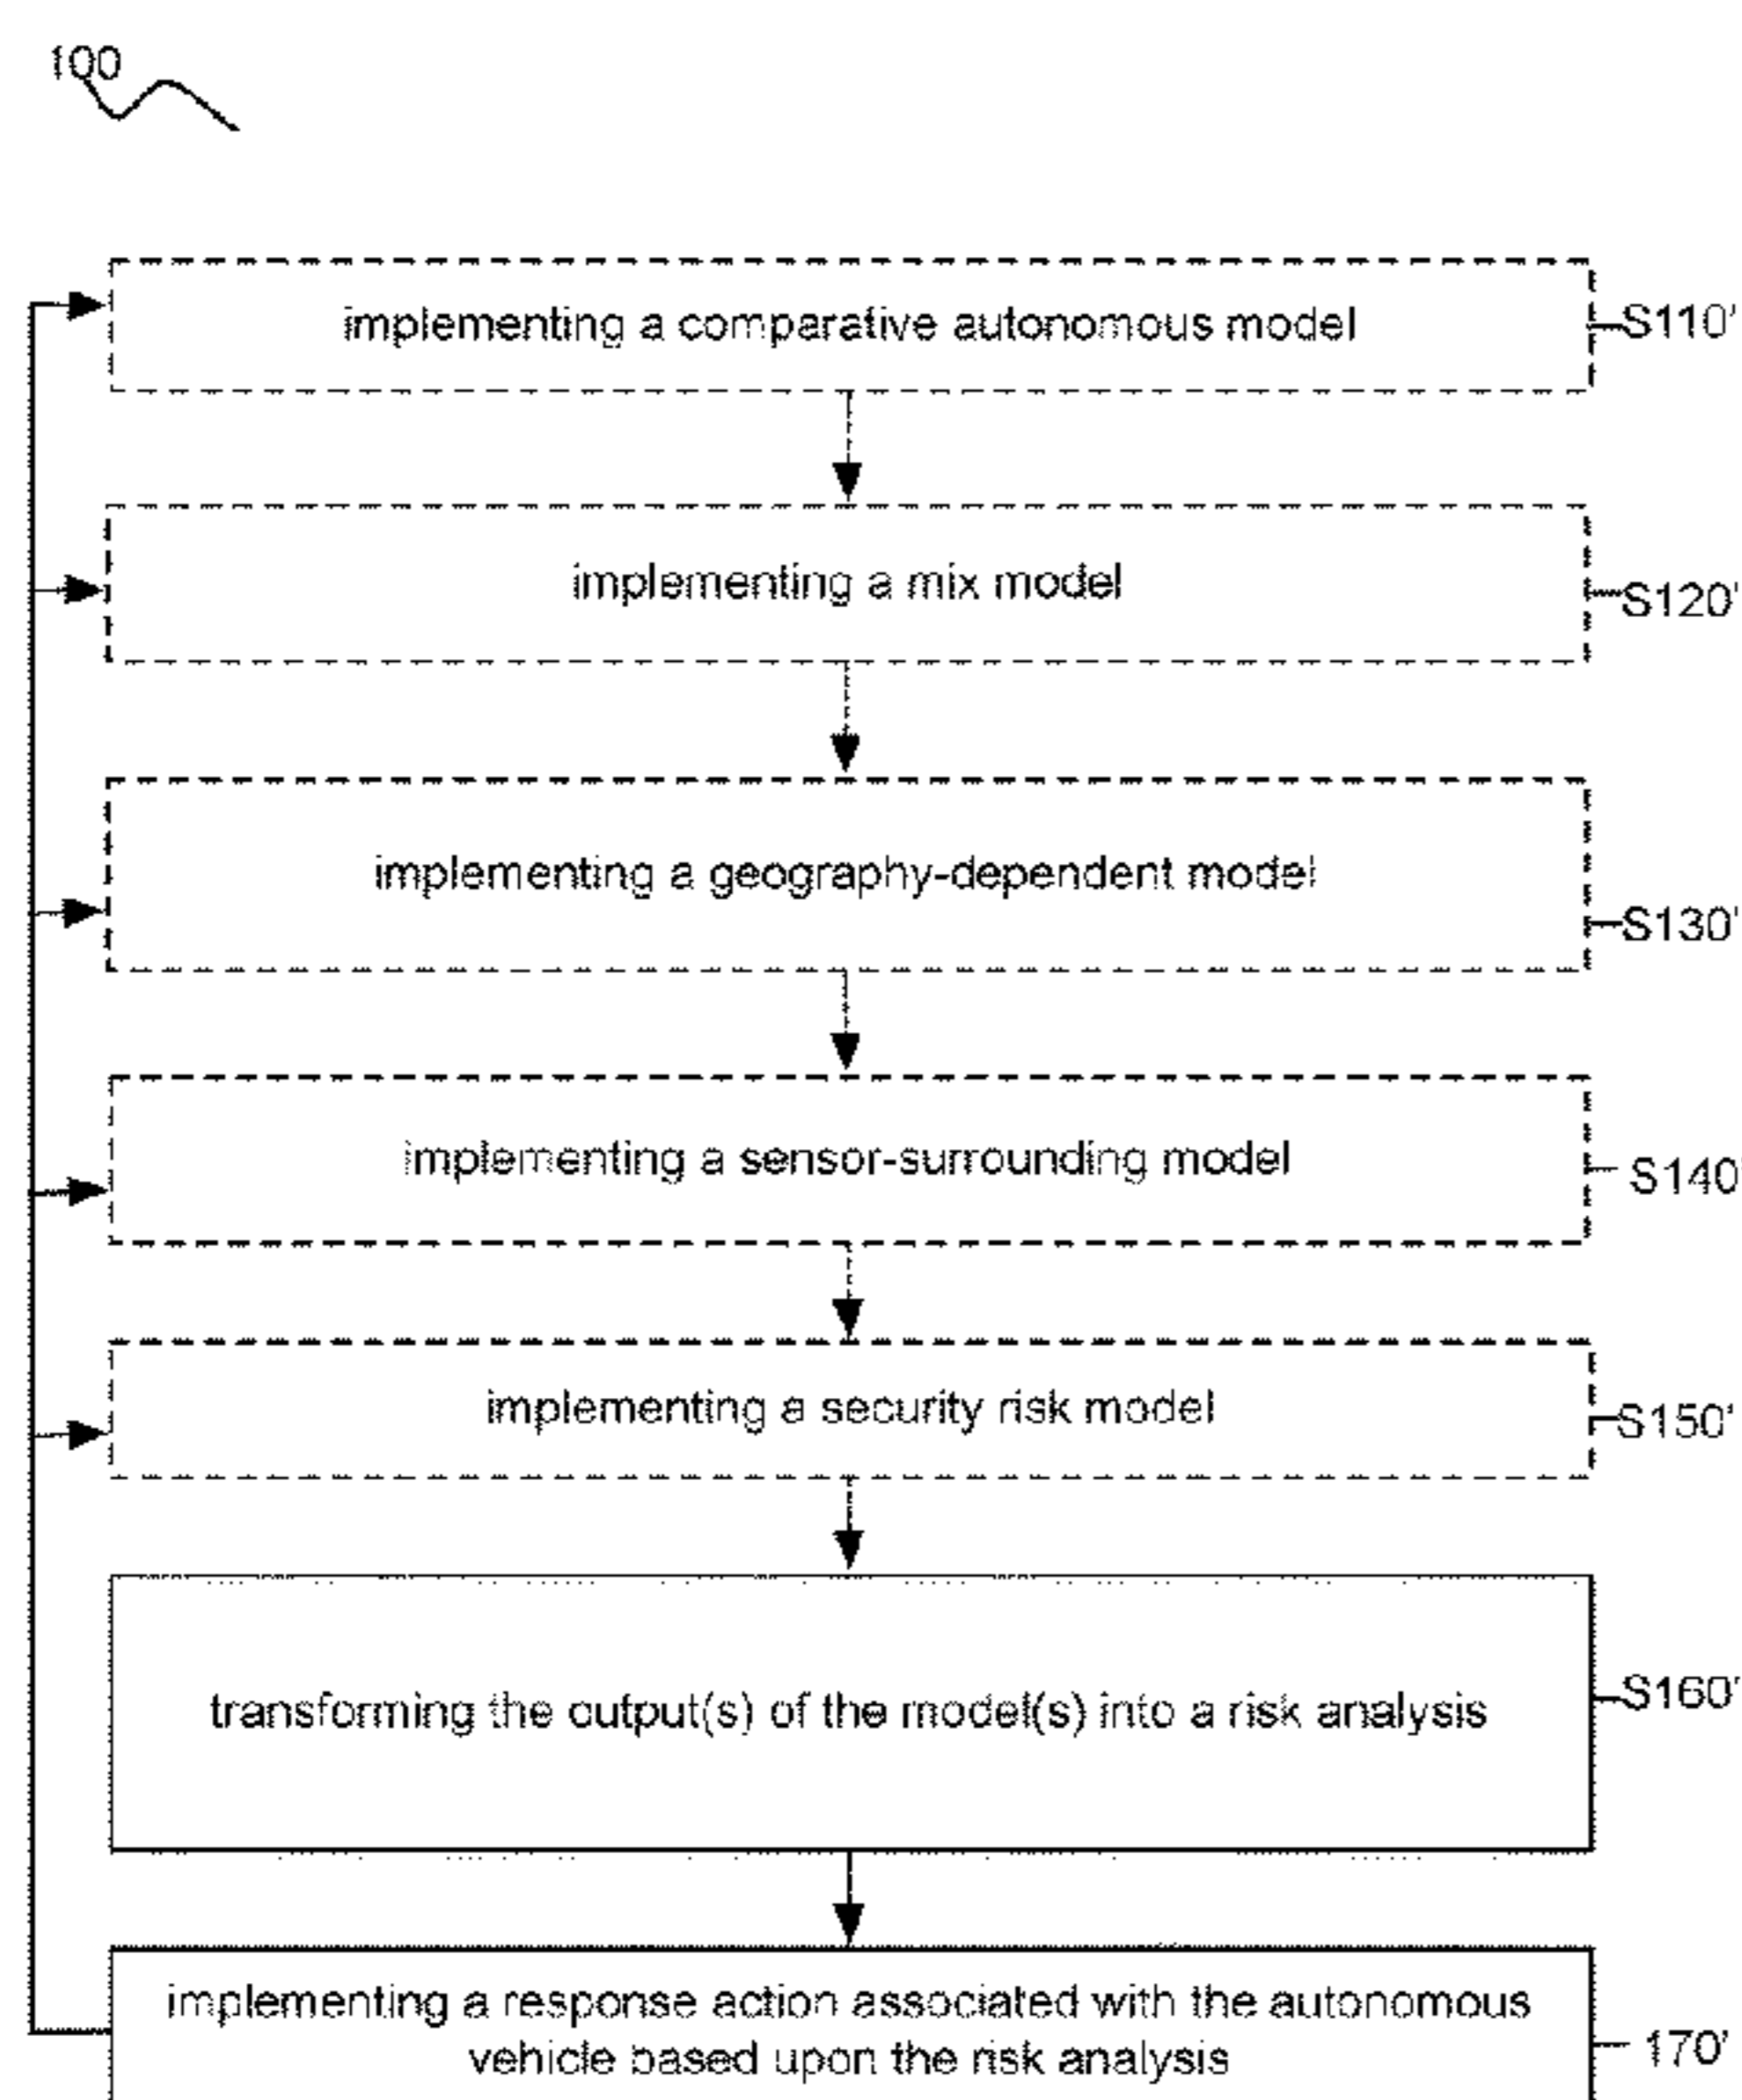 100
implementing a comparative autonomous model
S110'
implementing a mix model
S120'
implementing a geography-dependent model
S130'
implementing a sensor-surrounding model
S140'
implementing a security risk model
S150'
transforming the output(s) of the model(s) into a risk analysis
S160'
implementing a response action associated with the autonomous
vehicle based upon the risk analysis
170'